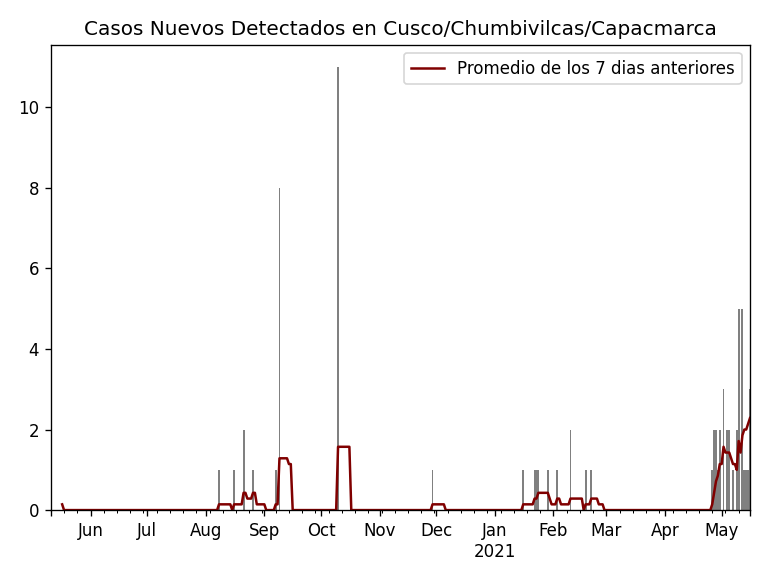 Casos Nuevos Detectados en Cusco/Chumbivilcas/Capacmarca
Promedio de los 7 dias anteriores
10
8
6
4
2
0
Jun Jul Aug Sep Oct Nov Dec Jan Feb Mar Apr May
2021